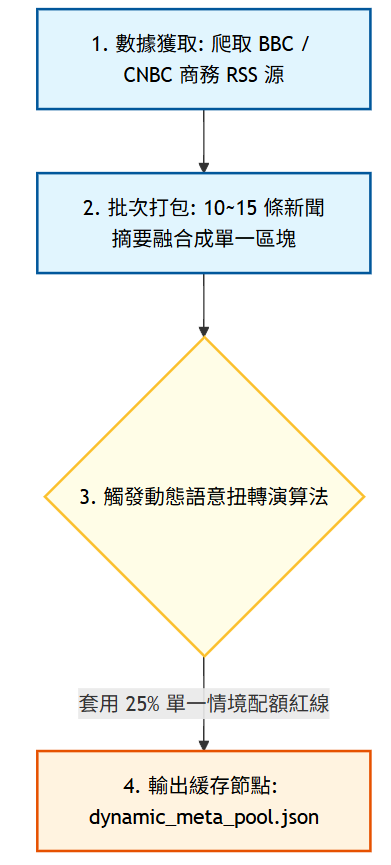 1. 數據獲取: 爬取 BBC /
CNBC 商務 RSS 源
2. 批次打包: 10~15 條新聞
摘要融合成單一區塊
3. 觸發動態語意扭轉演算法
套用 25% 單一情境配額紅線
4. 輸出緩存節點:
dynamic_meta_pool.json